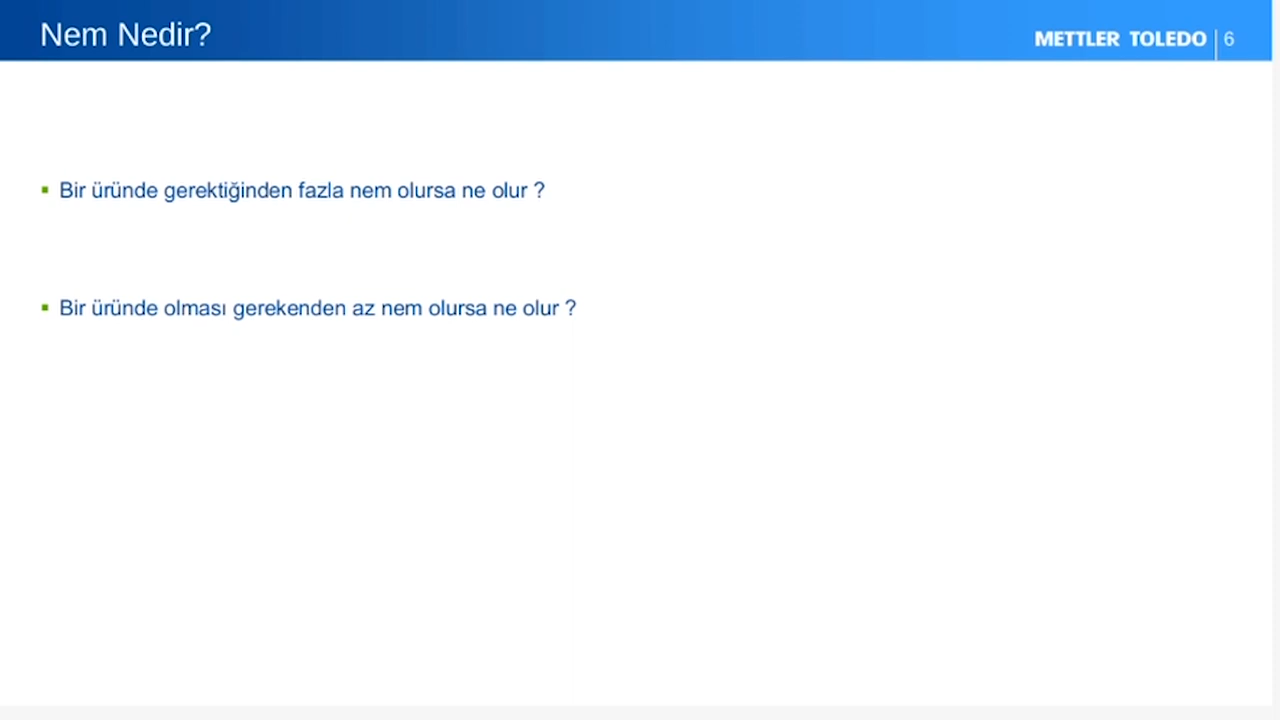 Nem Nedir?
METTLER TOLEDO
6
Bir üründe gerektiğinden fazla nem olursa ne olur ?
Bir üründe olması gerekenden az nem olursa ne olur ?